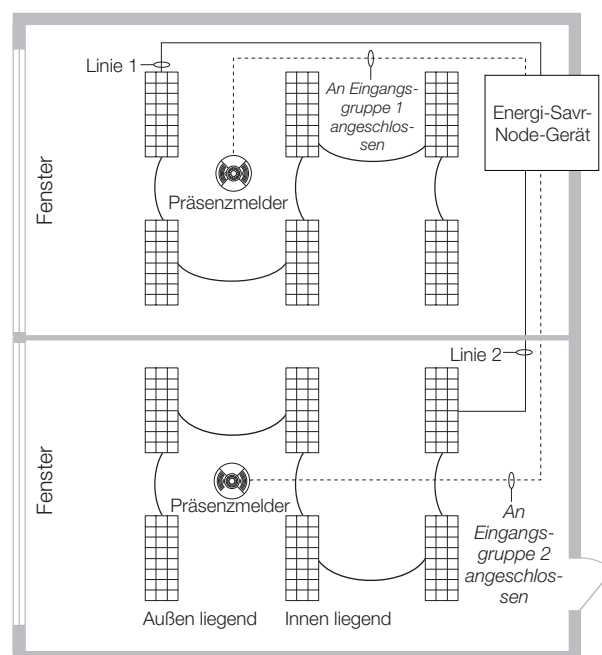 Linie 1
An Eingangs-
gruppe 1
angeschlos-
sen
Energi-Savr-
Node-Gerät
Fenster
Präsenzmelder
Linie 2
Fenster
Präsenzmelder
An
Eingangs-
gruppe 2
angeschlos-
sen
Außen liegend
Innen liegend